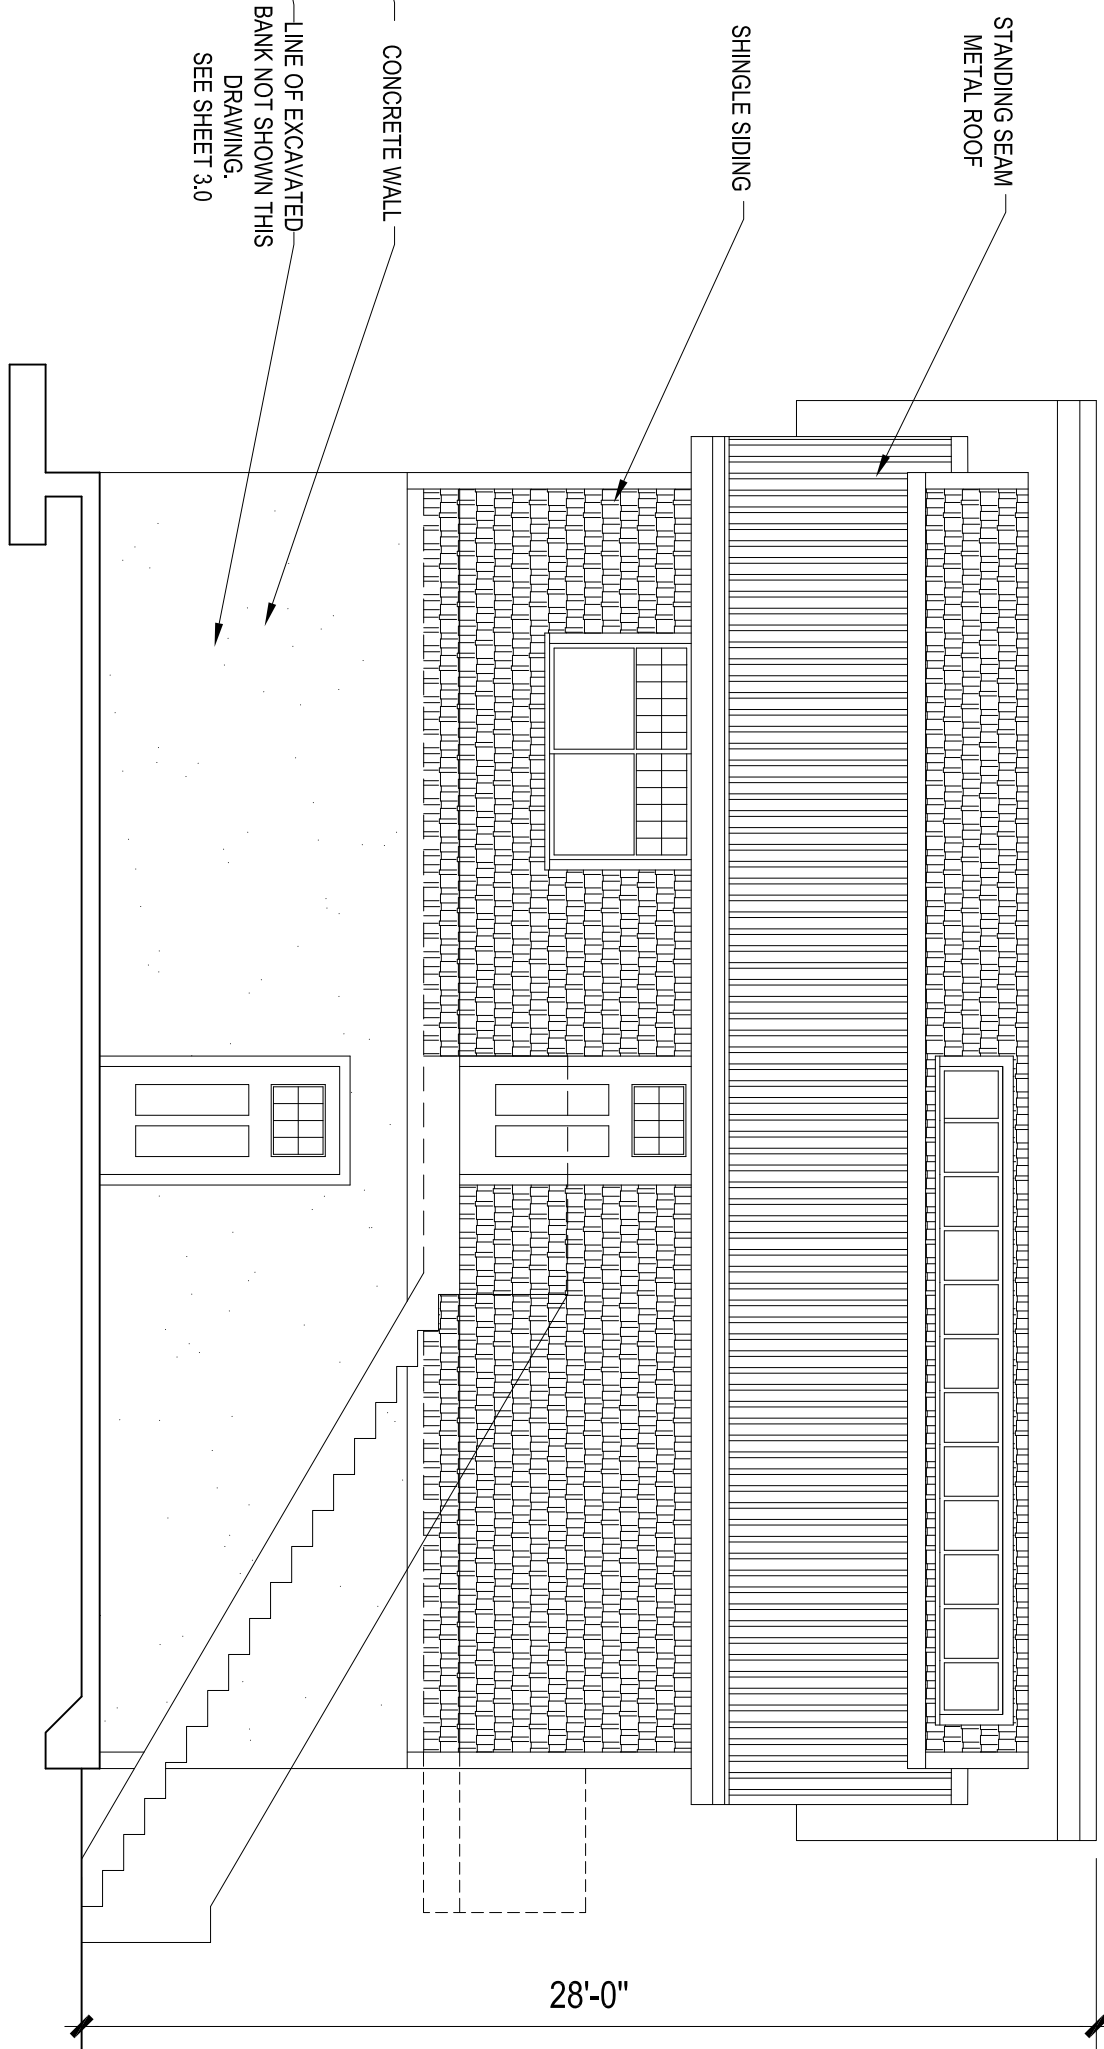 STANDING SEAM
METAL ROOF
SHINGLE SIDING
CONCRETE WALL
LINE OF EXCAVATED
BANK NOT SHOWN THIS
DRAWING.
SEE SHEET 3.0
28'-0"